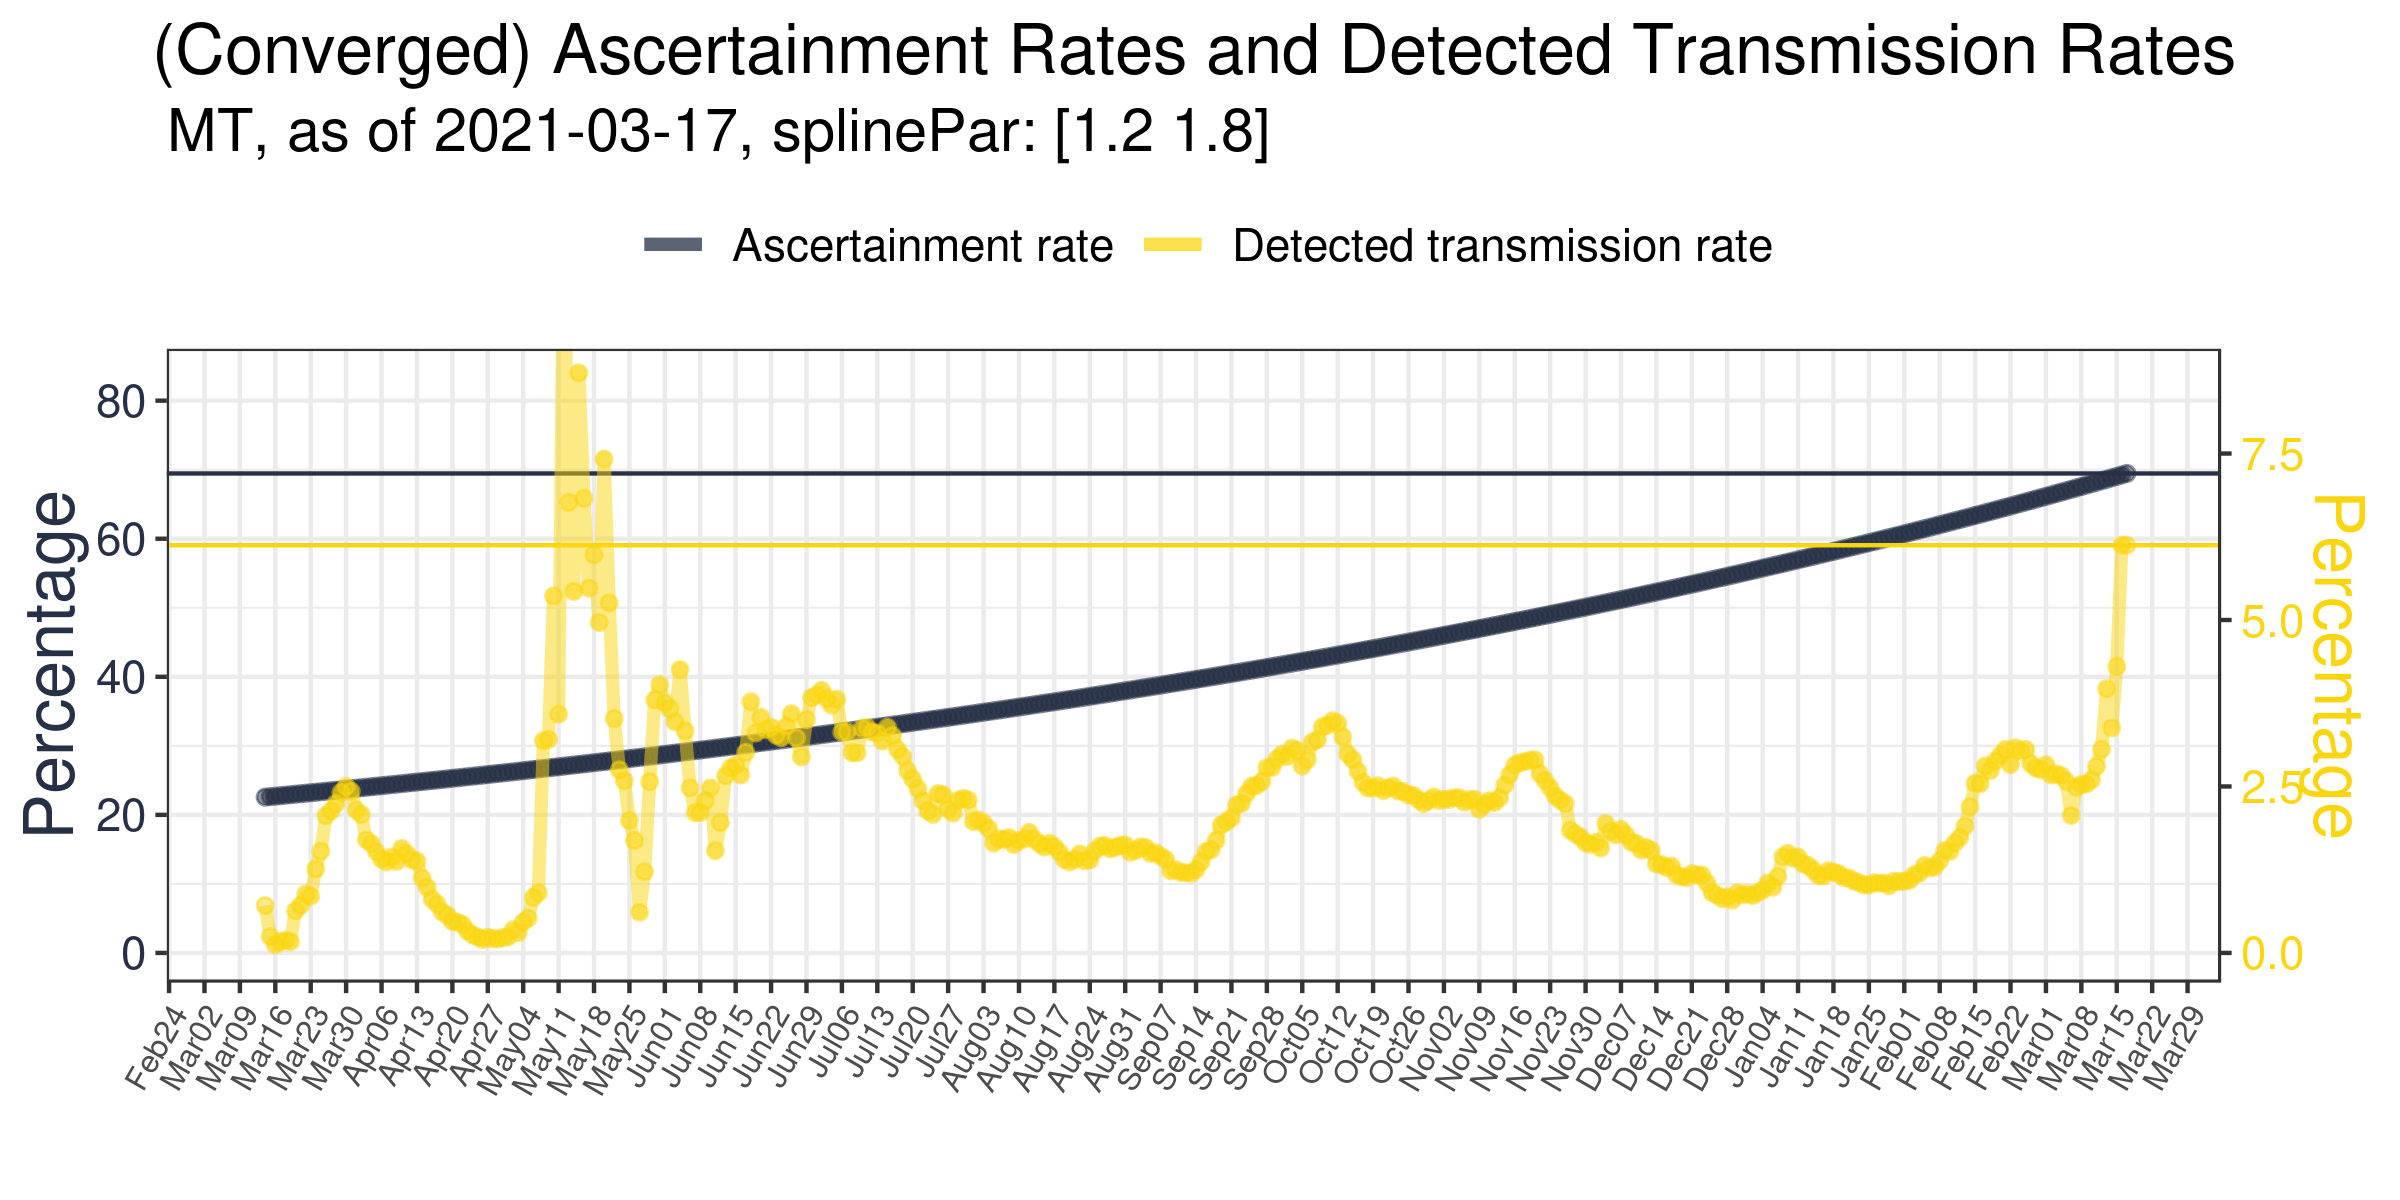 (Converged) Ascertainment Rates and Detected Transmission Rates
MT, as of 2021-03-17, splinePar: [1.2 1.8]
Ascertainment rate
Detected transmission rate
Percentage
80
60
40
20
0
7.5
5.0
2.5
0.0
Percentage
Feb24
Mar02
Mar09
Mar16
Mar23
Mar30
Apr06
Apr13
Apr20
Apr27
May04
May11
May18
May25
Jun01
Jun08
Jun15
Jun22
Jun29
Jul06
Jul13
Jul20
Jul27
Aug03
Aug10
Aug17
Aug24
Aug31
Sep07
Sep14
Sep21
Sep28
Oct05
Oct12
Oct19
Oct26
Nov02
Nov09
Nov16
Nov23
Nov30
Dec07
Dec14
Dec21
Dec28
Jan04
Jan11
Jan18
Jan25
Feb01
Feb08
Feb15
Feb22
Mar01
Mar08
Mar15
Mar22
Mar29